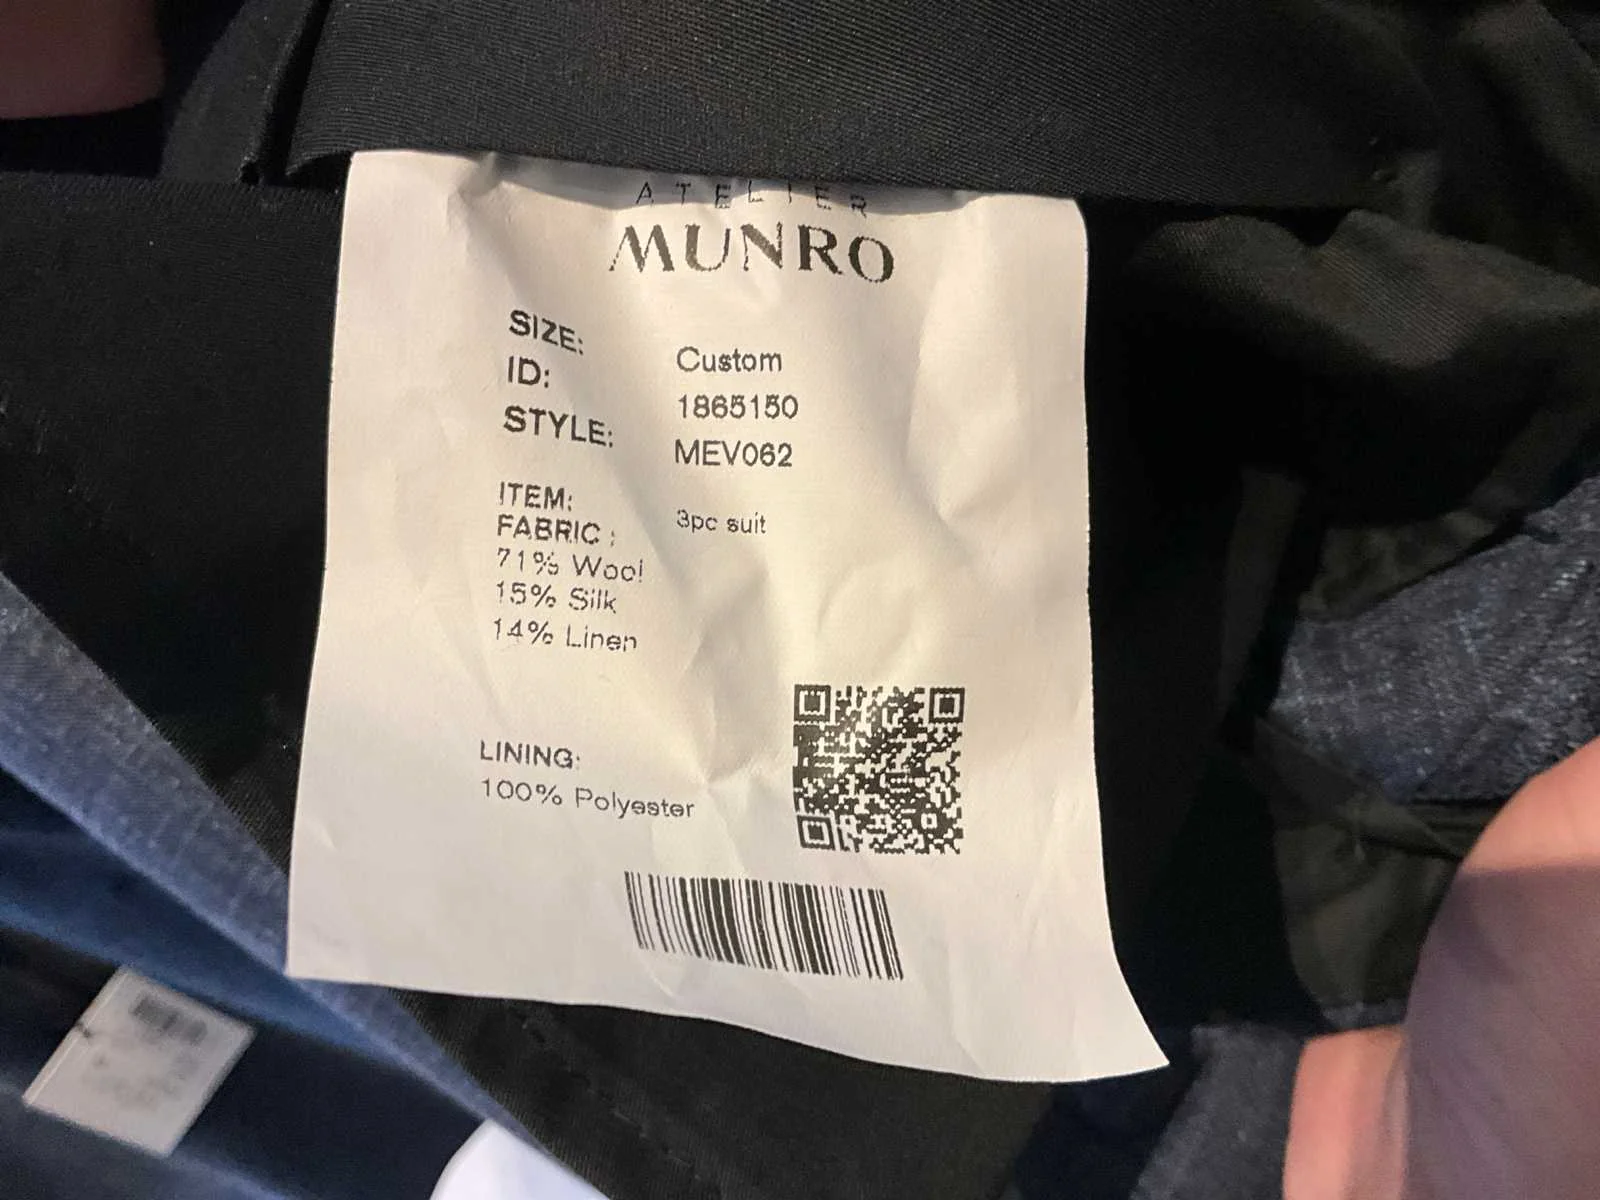 ATELIER
MUNRO
SIZE: Custom
ID: 1865150
STYLE: MEV062
ITEM: 3pc suit
FABRIC :
71% Wool
15% Silk
14% Linen
LINING:
100% Polyester